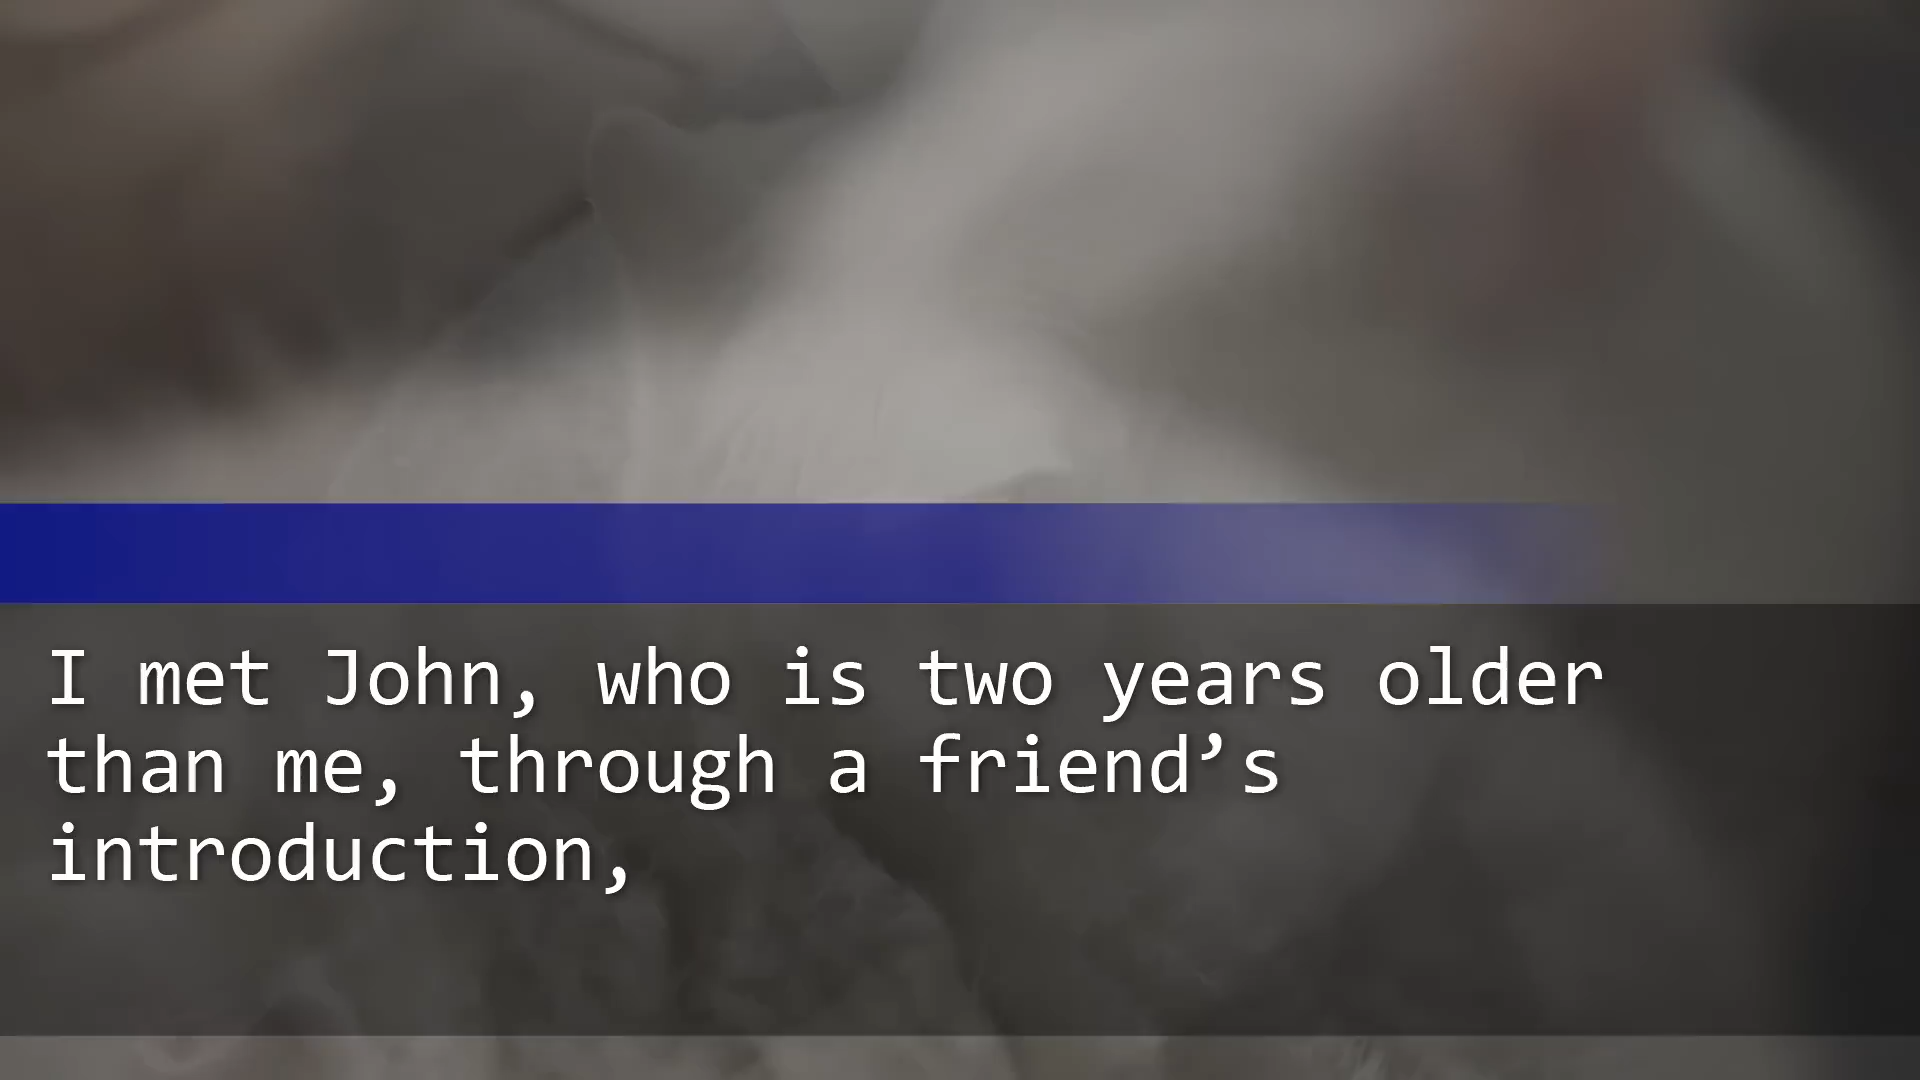 I met John, who is two years older
than me, through a friend’s
introduction,